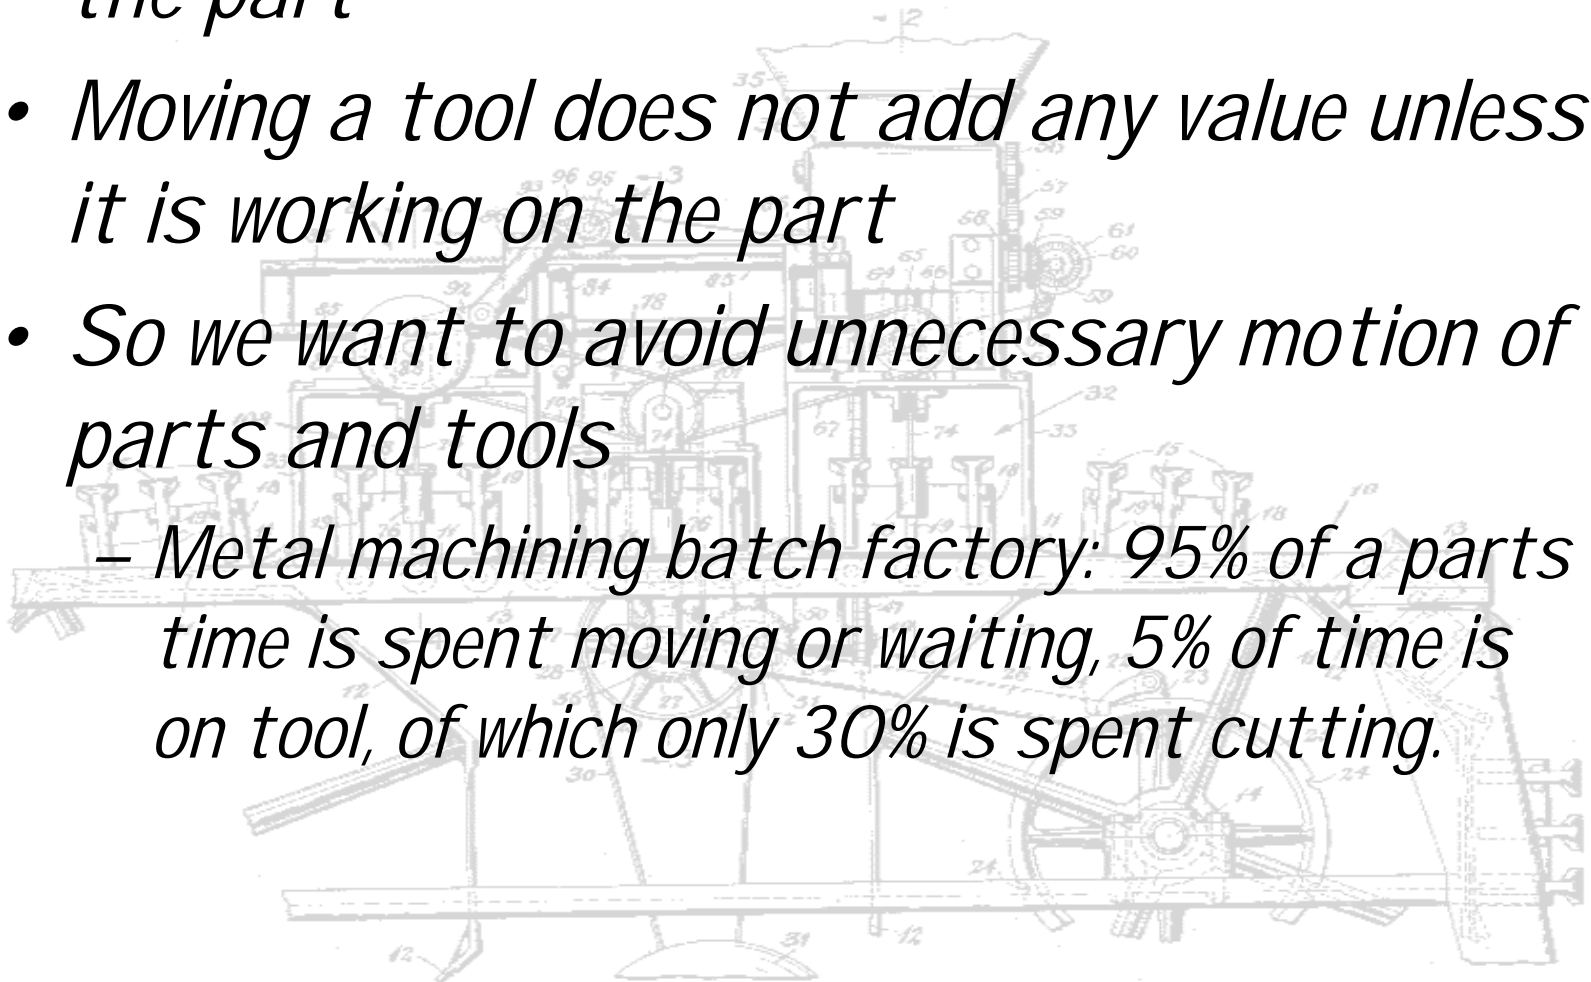 the part
• Moving a tool does not add any value unless
it is working on the part
• So we want to avoid unnecessary motion of
parts and tools
– Metal machining batch factory: 95% of a parts
time is spent moving or waiting, 5% of time is
on tool, of which only 30% is spent cutting.